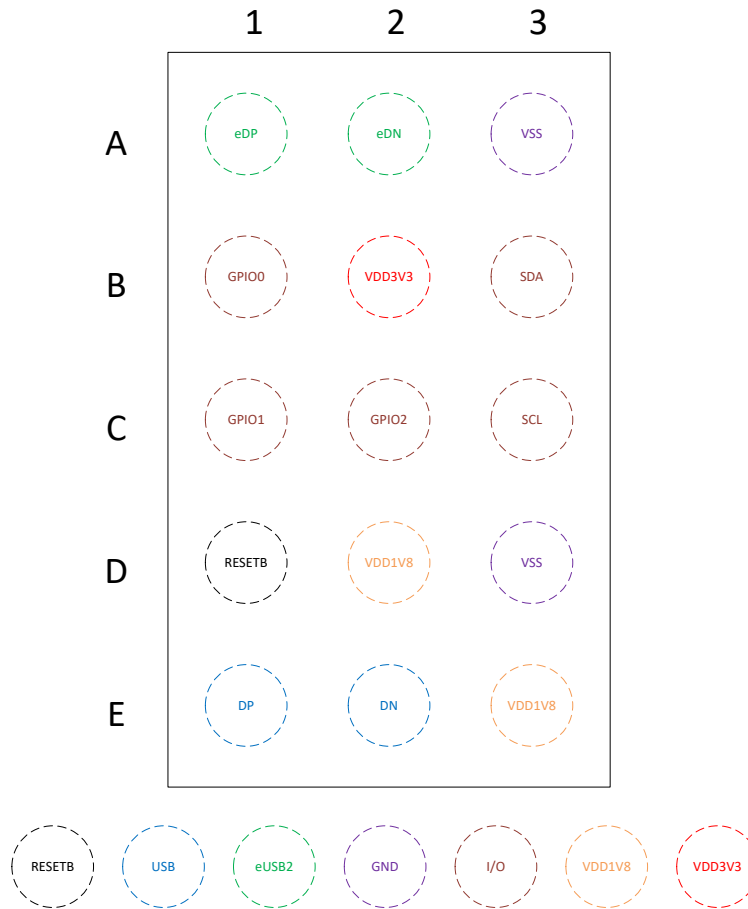 1 2 3
A eDP eDN VSS
B GPIO0 VDD3V3 SDA
C GPIO1 GPIO2 SCL
D RESETB VDD1V8 VSS
E DP DN VDD1V8
RESETB USB eUSB2 GND I/O VDD1V8 VDD3V3